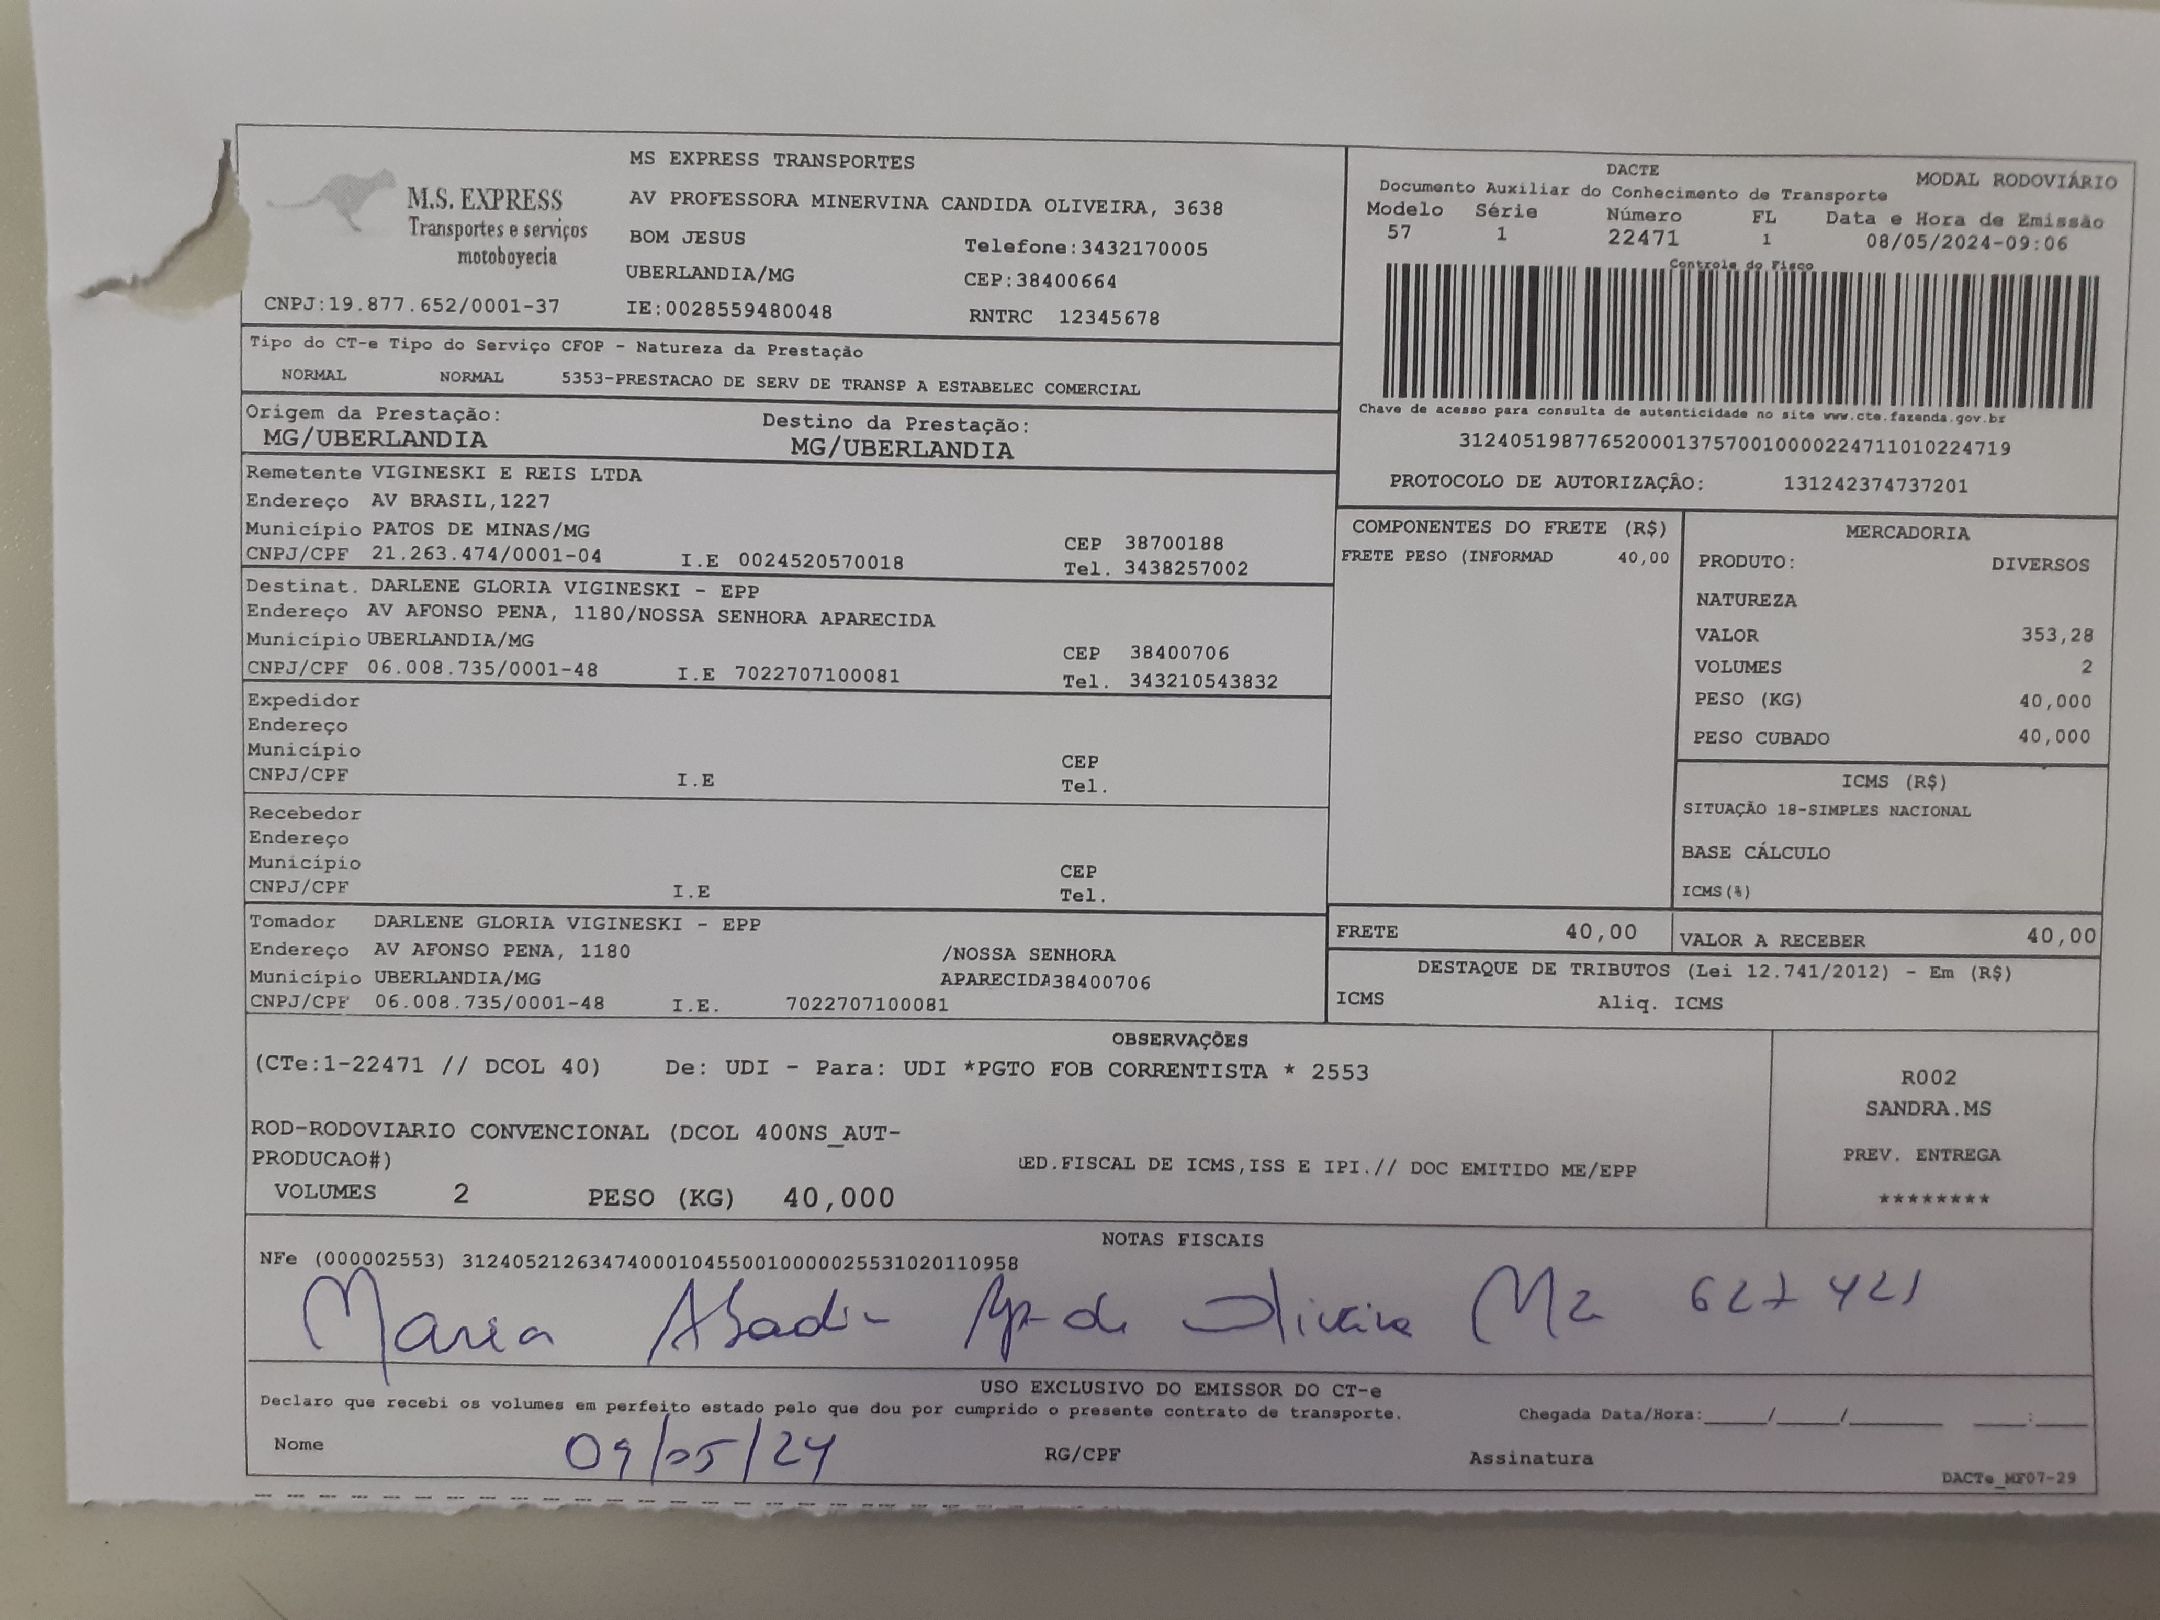 M.S. EXPRESS
Transportes e serviços
motoboyecia
CNPJ:19.877.652/0001-37
MS EXPRESS TRANSPORTES
AV PROFESSORA MINERVINA CANDIDA OLIVEIRA, 3638
BOM JESUS Telefone:3432170005
UBERLANDIA/MG CEP:38400664
IE:0028559480048 RNTRC 12345678
DACTE MODAL RODOVIÁRIO
Documento Auxiliar do Conhecimento de Transporte
Modelo Série Número FL Data e Hora de Emissão
57 1 22471 1 08/05/2024-09:06
Controle do Fisco
Chave de acesso para consulta de autenticidade no site www.cte.fazenda.gov.br
31240519877652000137570010000224711010224719
PROTOCOLO DE AUTORIZAÇÂO: 131242374737201
Tipo do CT-e Tipo do Serviço CFOP - Natureza da Prestação
NORMAL NORMAL 5353-PRESTACAO DE SERV DE TRANSP A ESTABELEC COMERCIAL
Origem da Prestação: Destino da Prestação:
MG/UBERLANDIA MG/UBERLANDIA
Remetente VIGINESKI E REIS LTDA
Endereço AV BRASIL,1227
Município PATOS DE MINAS/MG CEP 38700188
CNPJ/CPF 21.263.474/0001-04 I.E 0024520570018 Tel. 3438257002
Destinat. DARLENE GLORIA VIGINESKI - EPP
Endereço AV AFONSO PENA, 1180/NOSSA SENHORA APARECIDA
Município UBERLANDIA/MG CEP 38400706
CNPJ/CPF 06.008.735/0001-48 I.E 7022707100081 Tel. 343210543832
Expedidor
Endereço
Município CEP
CNPJ/CPF I.E Tel.
Recebedor
Endereço
Município CEP
CNPJ/CPF I.E Tel.
Tomador DARLENE GLORIA VIGINESKI - EPP
Endereço AV AFONSO PENA, 1180 /NOSSA SENHORA
Município UBERLANDIA/MG APARECIDA38400706
CNPJ/CPF 06.008.735/0001-48 I.E. 7022707100081
COMPONENTES DO FRETE (R$)
FRETE PESO (INFORMAD 40,00
MERCADORIA
PRODUTO: DIVERSOS
NATUREZA
VALOR 353,28
VOLUMES 2
PESO (KG) 40,000
PESO CUBADO 40,000
ICMS (R$)
SITUAÇÃO 18-SIMPLES NACIONAL
BASE CÁLCULO
ICMS(%)
FRETE 40,00 VALOR A RECEBER 40,00
DESTAQUE DE TRIBUTOS (Lei 12.741/2012) - Em (R$)
ICMS Aliq. ICMS
OBSERVAÇÕES
(CTe:1-22471 // DCOL 40) De: UDI - Para: UDI *PGTO FOB CORRENTISTA * 2553
ROD-RODOVIARIO CONVENCIONAL (DCOL 400NS_AUT-
PRODUCAO#) ED.FISCAL DE ICMS,ISS E IPI.// DOC EMITIDO ME/EPP
VOLUMES 2 PESO (KG) 40,000
R002
SANDRA.MS
PREV. ENTREGA
********
NOTAS FISCAIS
NFe (000002553) 31240521263474000104550010000025531020110958
Maria Abadia Ap de Oliveira
USO EXCLUSIVO DO EMISSOR DO CT-e
Declaro que recebi os volumes em perfeito estado pelo que dou por cumprido o presente contrato de transporte. Chegada Data/Hora:_____/_____/_______ ____:____
Nome 09/05/24 RG/CPF Assinatura
DACTe_MF07-29